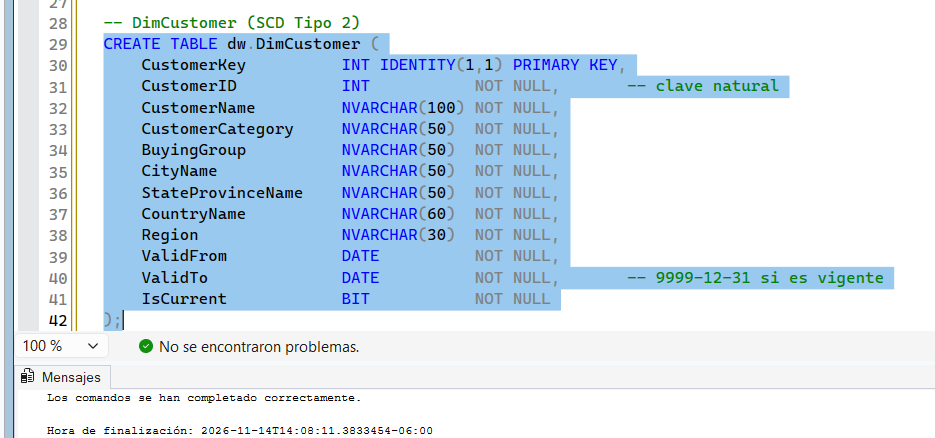 27
28 -- DimCustomer (SCD Tipo 2)
29 CREATE TABLE dw.DimCustomer (
30 CustomerKey INT IDENTITY(1,1) PRIMARY KEY,
31 CustomerID INT NOT NULL, -- clave natural
32 CustomerName NVARCHAR(100) NOT NULL,
33 CustomerCategory NVARCHAR(50) NOT NULL,
34 BuyingGroup NVARCHAR(50) NOT NULL,
35 CityName NVARCHAR(50) NOT NULL,
36 StateProvinceName NVARCHAR(50) NOT NULL,
37 CountryName NVARCHAR(60) NOT NULL,
38 Region NVARCHAR(30) NOT NULL,
39 ValidFrom DATE NOT NULL,
40 ValidTo DATE NOT NULL, -- 9999-12-31 si es vigente
41 IsCurrent BIT NOT NULL
42 );
100 % No se encontraron problemas.
Mensajes
Los comandos se han completado correctamente.
Hora de finalización: 2026-11-14T14:08:11.3833454-06:00